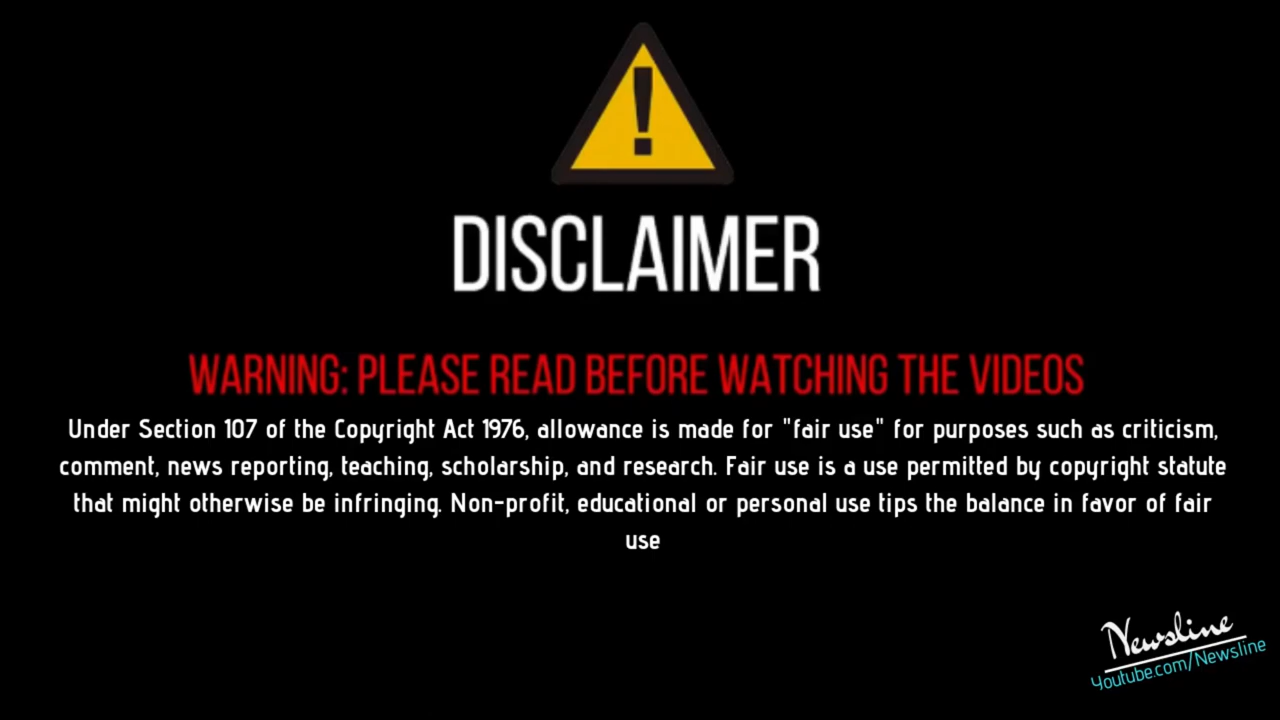 !
DISCLAIMER
WARNING: PLEASE READ BEFORE WATCHING THE VIDEOS
Under Section 107 of the Copyright Act 1976, allowance is made for "fair use" for purposes such as criticism,
comment, news reporting, teaching, scholarship, and research. Fair use is a use permitted by copyright statute
that might otherwise be infringing. Non-profit, educational or personal use tips the balance in favor of fair
use
Newsline
Youtube.com/Newsline